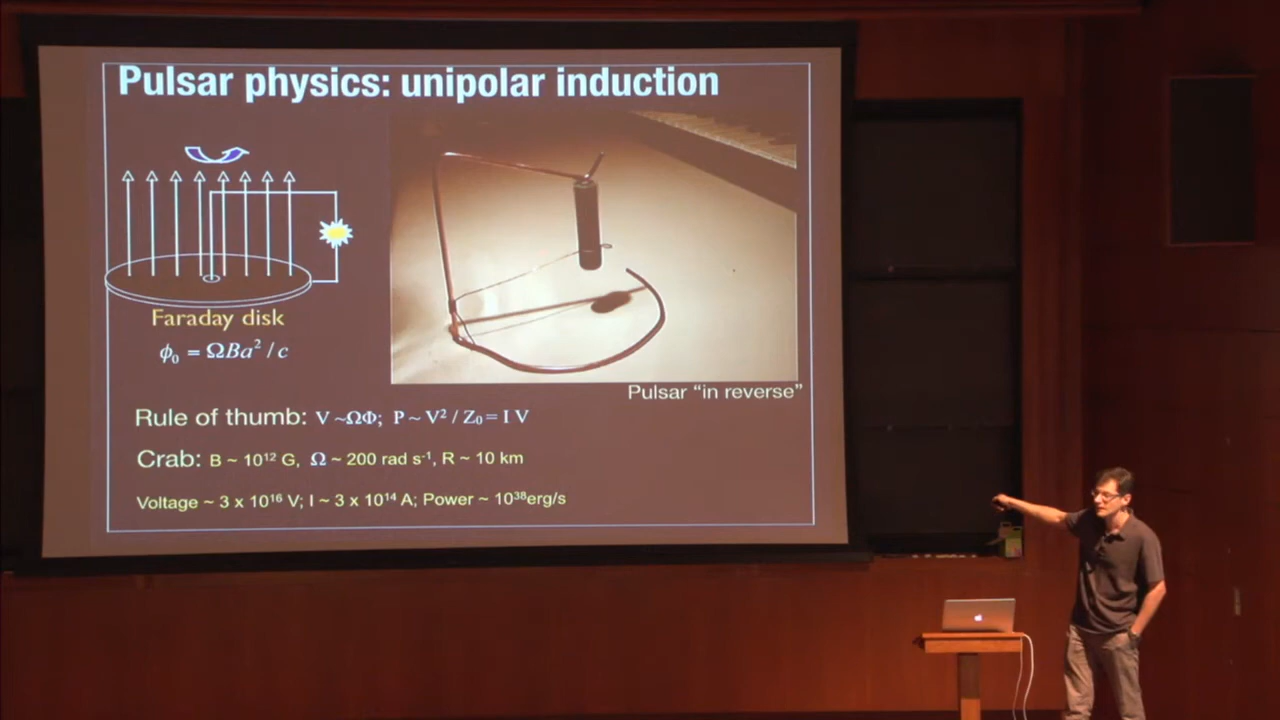 Pulsar physics: unipolar induction
Faraday disk
ϕ₀ = ΩBa² / c
Pulsar “in reverse”
Rule of thumb: V ~ΩΦ; P ~ V² / Z₀ = I V
Crab: B ~ 10¹² G, Ω ~ 200 rad s⁻¹, R ~ 10 km
Voltage ~ 3 x 10¹⁶ V; I ~ 3 x 10¹⁴ A; Power ~ 10³⁸erg/s